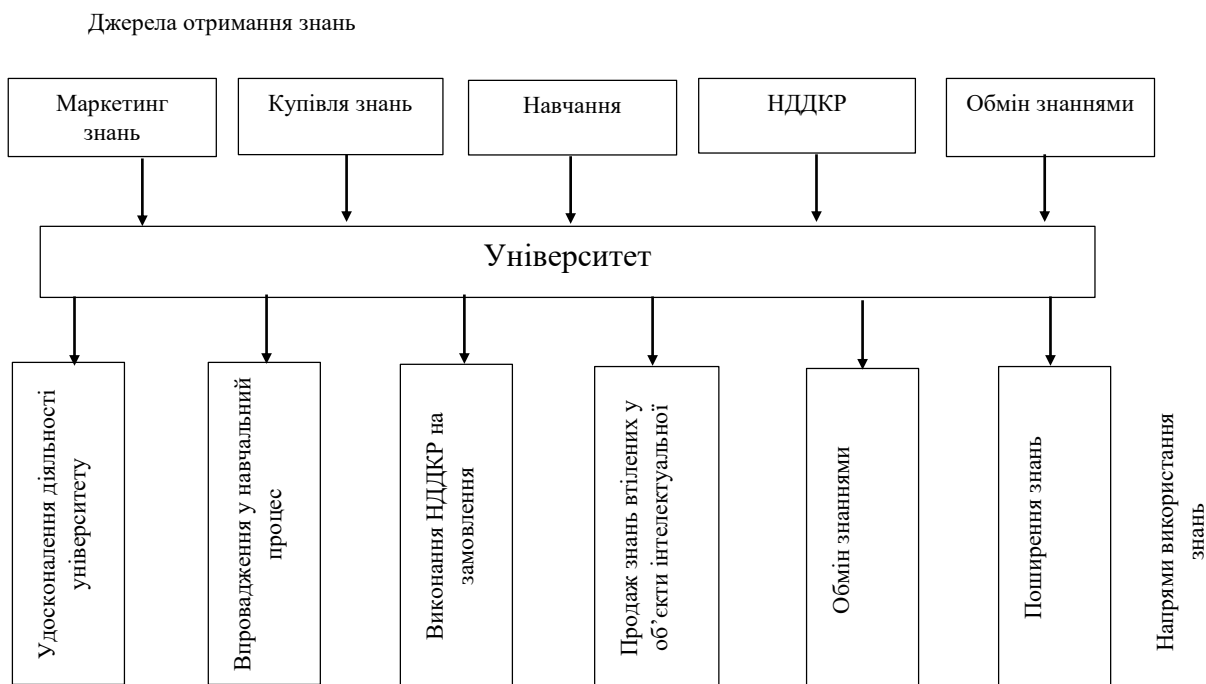 Джерела отримання знань
Маркетинг
знань
Купівля знань
Навчання
НДДКР
Обмін знаннями
Університет
Удосконалення діяльності
університету
Впровадження у навчальний
процес
Виконання НДДКР на
замовлення
Продаж знань втілених у
об’єкти інтелектуальної
Обмін знаннями
Поширення знань
Напрями використання
знань